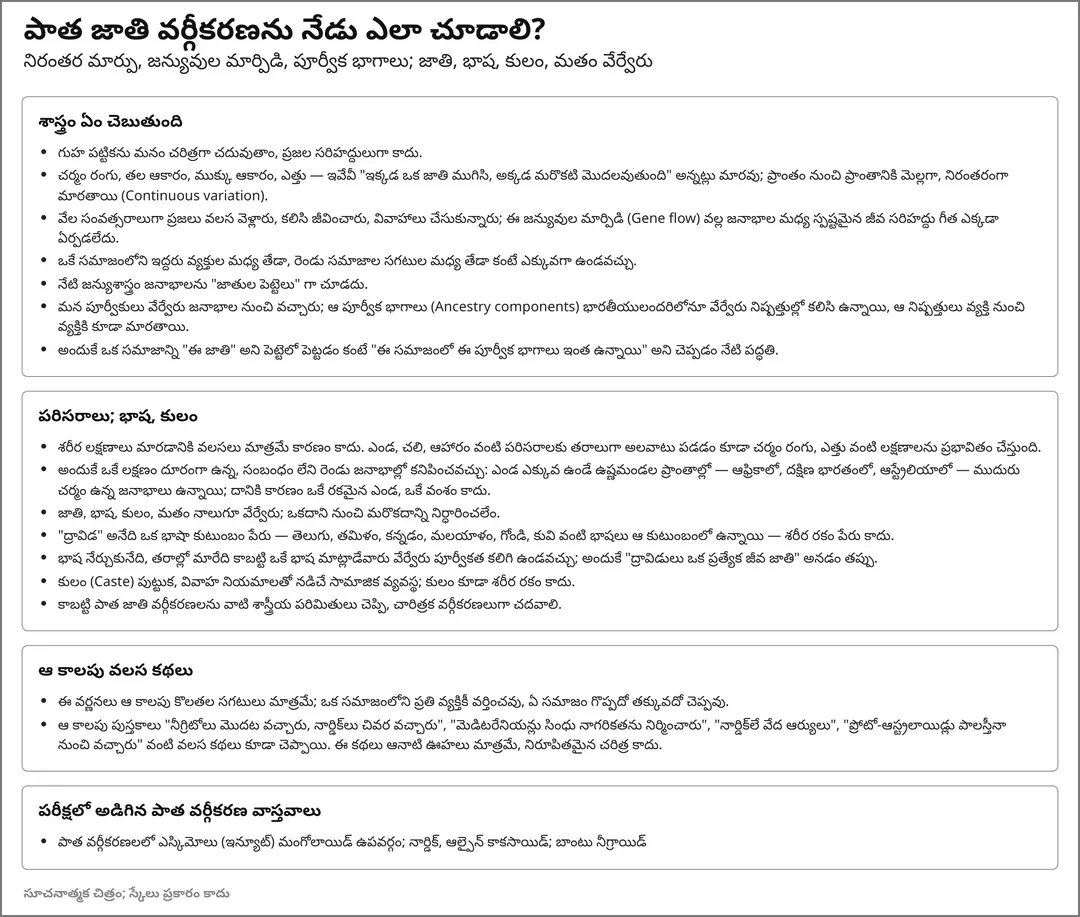 పాత జాతి వర్గీకరణను నేడు ఎలా చూడాలి?
నిరంతర మార్పు, జన్యువుల మార్పిడి, పూర్వీక భాగాలు; జాతి, భాష, కులం, మతం వేర్వేరు
శాస్త్రం ఏం చెబుతుంది
• గుహ పట్టికను మనం చరిత్రగా చదువుతాం, ప్రజల సరిహద్దులుగా కాదు.
• చర్మం రంగు, తల ఆకారం, ముక్కు ఆకారం, ఎత్తు — ఇవేవీ "ఇక్కడ ఒక జాతి ముగిసి, అక్కడ మరొకటి మొదలవుతుంది" అన్నట్లు మారవు; ప్రాంతం నుంచి ప్రాంతానికి మెల్లగా, నిరంతరంగా
మారతాయి (Continuous variation).
• వేల సంవత్సరాలుగా ప్రజలు వలస వెళ్లారు, కలిసి జీవించారు, వివాహాలు చేసుకున్నారు; ఈ జన్యువుల మార్పిడి (Gene flow) వల్ల జనాభాల మధ్య స్పష్టమైన జీవ సరిహద్దు గీత ఎక్కడా
ఏర్పడలేదు.
• ఒకే సమాజంలోని ఇద్దరు వ్యక్తుల మధ్య తేడా, రెండు సమాజాల సగటుల మధ్య తేడా కంటే ఎక్కువగా ఉండవచ్చు.
• నేటి జన్యుశాస్త్రం జనాభాలను "జాతుల పెట్టెలు" గా చూడదు.
• మన పూర్వీకులు వేర్వేరు జనాభాల నుంచి వచ్చారు; ఆ పూర్వీక భాగాలు (Ancestry components) భారతీయులందరిలోనూ వేర్వేరు నిష్పత్తుల్లో కలిసి ఉన్నాయి, ఆ నిష్పత్తులు వ్యక్తి నుంచి
వ్యక్తికి కూడా మారతాయి.
• అందుకే ఒక సమాజాన్ని "ఈ జాతి" అని పెట్టెలో పెట్టడం కంటే "ఈ సమాజంలో ఈ పూర్వీక భాగాలు ఇంత ఉన్నాయి" అని చెప్పడం నేటి పద్ధతి.
పరిసరాలు; భాష, కులం
• శరీర లక్షణాలు మారడానికి వలసలు మాత్రమే కారణం కాదు. ఎండ, చలి, ఆహారం వంటి పరిసరాలకు తరాలుగా అలవాటు పడడం కూడా చర్మం రంగు, ఎత్తు వంటి లక్షణాలను ప్రభావితం చేస్తుంది.
• అందుకే ఒకే లక్షణం దూరంగా ఉన్న, సంబంధం లేని రెండు జనాభాల్లో కనిపించవచ్చు: ఎండ ఎక్కువ ఉండే ఉష్ణమండల ప్రాంతాల్లో — ఆఫ్రికాలో, దక్షిణ భారతంలో, ఆస్ట్రేలియాలో — ముదురు
చర్మం ఉన్న జనాభాలు ఉన్నాయి; దానికి కారణం ఒకే రకమైన ఎండ, ఒకే వంశం కాదు.
• జాతి, భాష, కులం, మతం నాలుగూ వేర్వేరు; ఒకదాని నుంచి మరొకదాన్ని నిర్ధారించలేం.
• "ద్రావిడ" అనేది ఒక భాషా కుటుంబం పేరు — తెలుగు, తమిళం, కన్నడం, మలయాళం, గోండి, కువి వంటి భాషలు ఆ కుటుంబంలో ఉన్నాయి — శరీర రకం పేరు కాదు.
• భాష నేర్చుకునేది, తరాల్లో మారేది కాబట్టి ఒకే భాష మాట్లాడేవారు వేర్వేరు పూర్వీకత కలిగి ఉండవచ్చు; అందుకే "ద్రావిడులు ఒక ప్రత్యేక జీవ జాతి" అనడం తప్పు.
• కులం (Caste) పుట్టుక, వివాహ నియమాలతో నడిచే సామాజిక వ్యవస్థ; కులం కూడా శరీర రకం కాదు.
• కాబట్టి పాత జాతి వర్గీకరణలను వాటి శాస్త్రీయ పరిమితులు చెప్పి, చారిత్రక వర్గీకరణలుగా చదవాలి.
ఆ కాలపు వలస కథలు
• ఈ వర్ణనలు ఆ కాలపు కొలతల సగటులు మాత్రమే; ఒక సమాజంలోని ప్రతి వ్యక్తికీ వర్తించవు, ఏ సమాజం గొప్పదో తక్కువదో చెప్పవు.
• ఆ కాలపు పుస్తకాలు "నీగ్రిటోలు మొదట వచ్చారు, నార్డిక్‌లు చివర వచ్చారు", "మెడిటరేనియన్లు సింధు నాగరికతను నిర్మించారు", "నార్డిక్‌లే వేద ఆర్యులు", "ప్రోటో-ఆస్ట్రలాయిడ్లు పాలస్తీనా
నుంచి వచ్చారు" వంటి వలస కథలు కూడా చెప్పాయి. ఈ కథలు ఆనాటి ఊహలు మాత్రమే, నిరూపితమైన చరిత్ర కాదు.
పరీక్షలో అడిగిన పాత వర్గీకరణ వాస్తవాలు
• పాత వర్గీకరణలలో ఎస్కిమోలు (ఇన్యూట్) మంగోలాయిడ్ ఉపవర్గం; నార్డిక్, ఆల్పైన్ కాకసాయిడ్; బాంటు నీగ్రాయిడ్
సూచనాత్మక చిత్రం; స్కేలు ప్రకారం కాదు